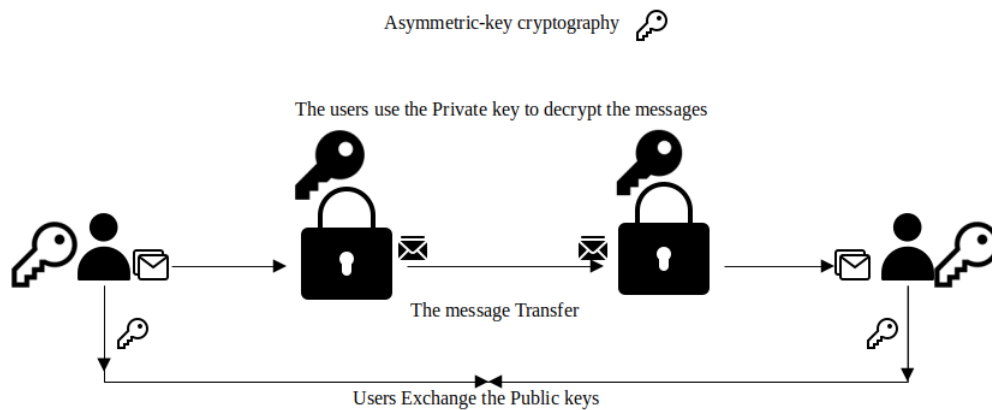 Asymmetric-key cryptography
The users use the Private key to decrypt the messages
The message Transfer
Users Exchange the Public keys